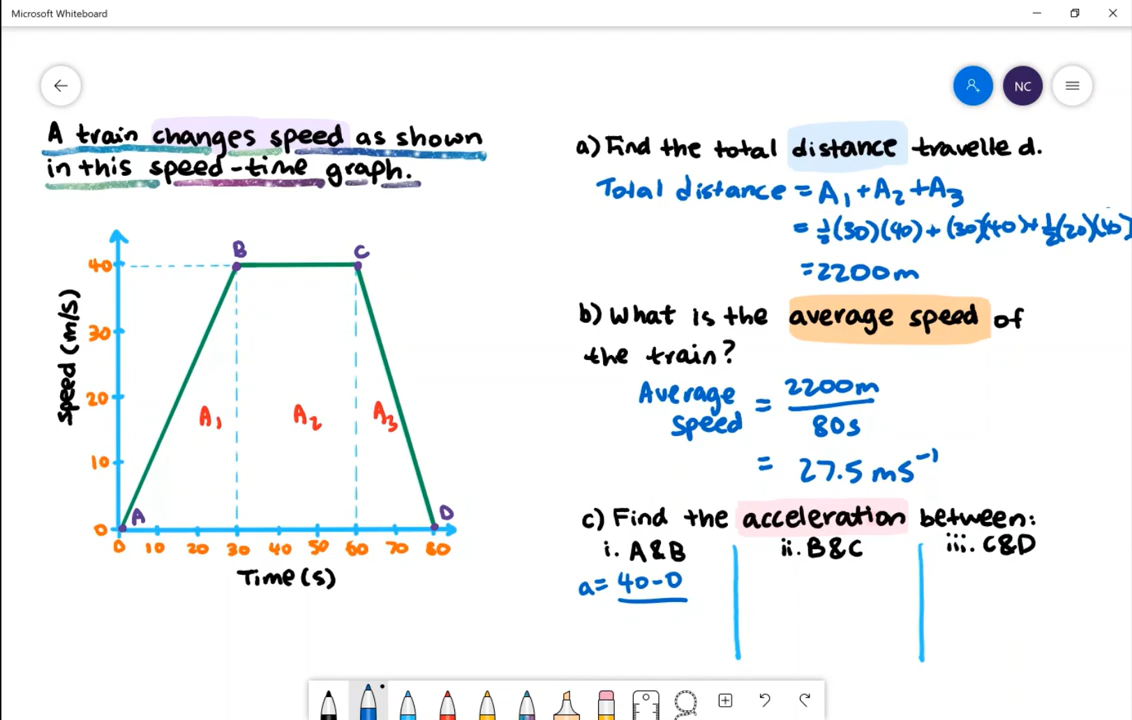 Microsoft Whiteboard
NC
A train changes speed as shown
in this speed-time graph.
Speed (m/s)
40
30
20
10
0
B
C
A
D
A₁
A₂
A₃
0 10 20 30 40 50 60 70 80
Time (s)
a) Find the total distance travelled.
Total distance = A₁ + A₂ + A₃
= ½(30)(40) + (30)(40) + ½(20)(40)
= 2200m
b) What is the average speed of
the train?
Average speed = 2200m / 80s
= 27.5 ms⁻¹
c) Find the acceleration between:
i. A&B
ii. B&C
iii. C&D
a = 40-0